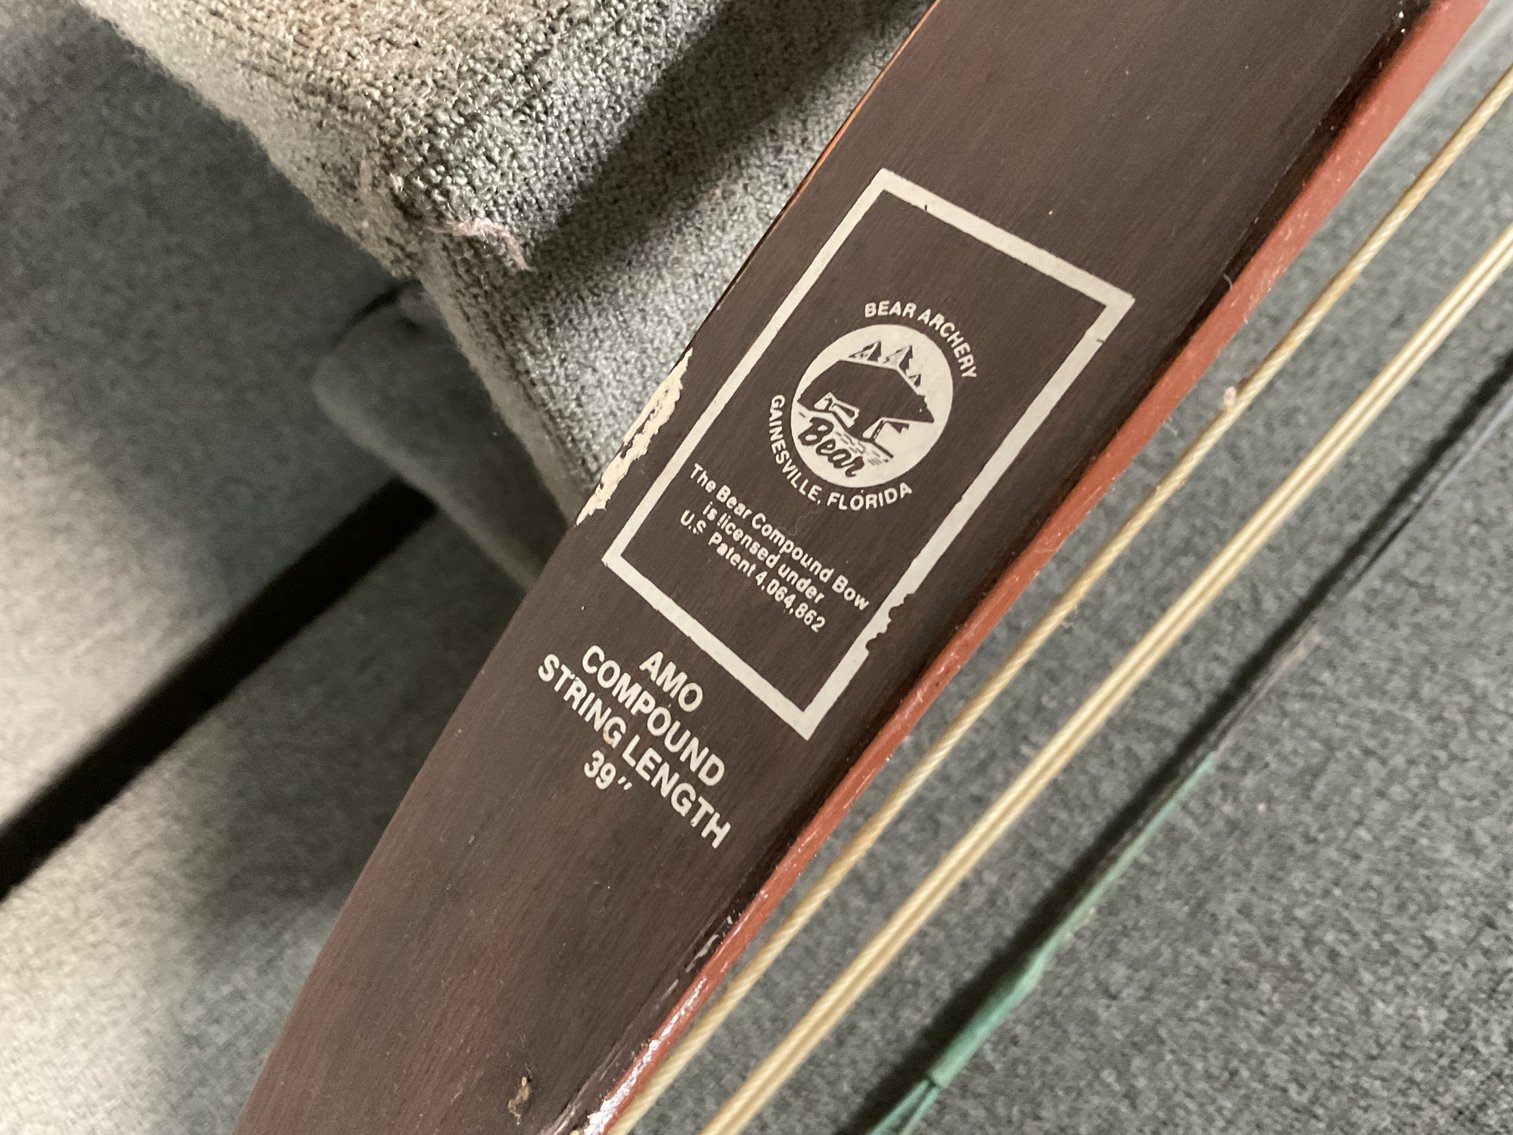 BEAR ARCHERY
Bear
GAINESVILLE, FLORIDA
The Bear Compound Bow
is licensed under
U.S. Patent 4,064,862
AMO
COMPOUND
STRING LENGTH
39"